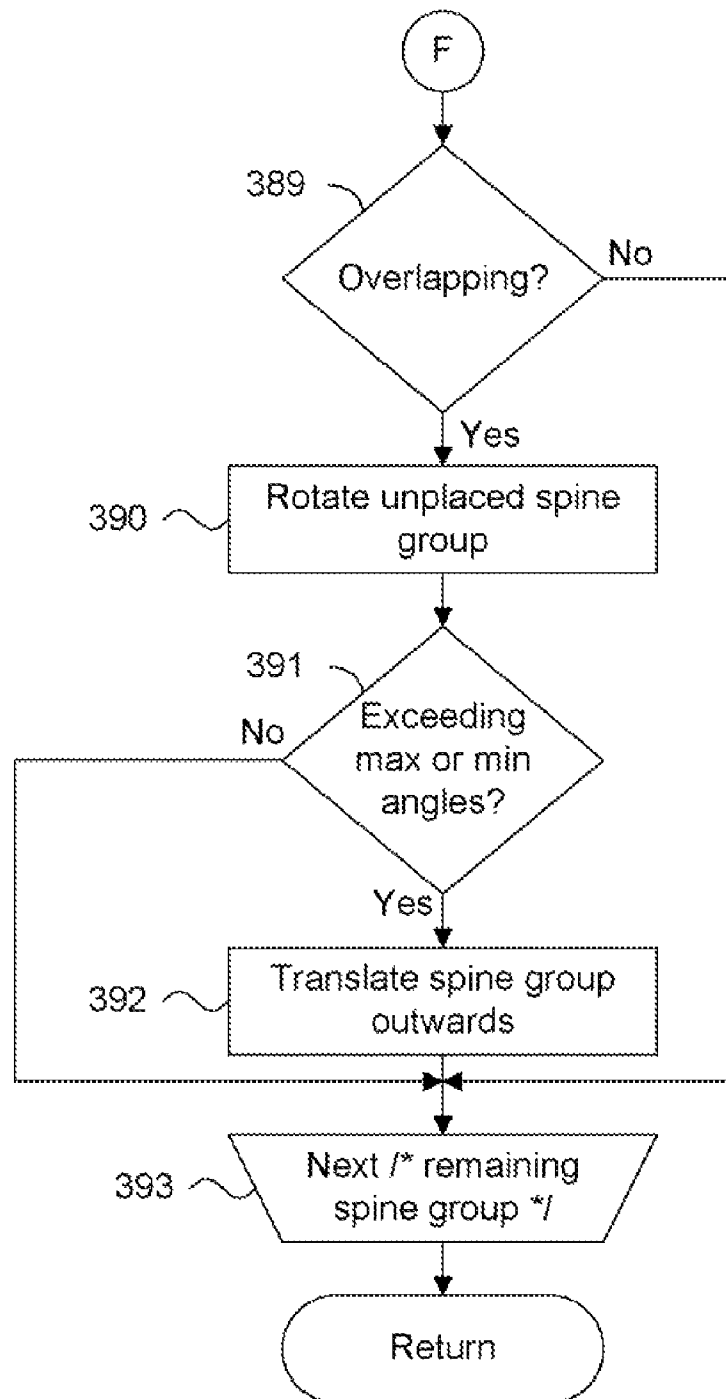 F
389
Overlapping?
No
Yes
390
Rotate unplaced spine
group
391
No
Exceeding
max or min
angles?
Yes
392
Translate spine group
outwards
393
Next /* remaining
spine group */
Return